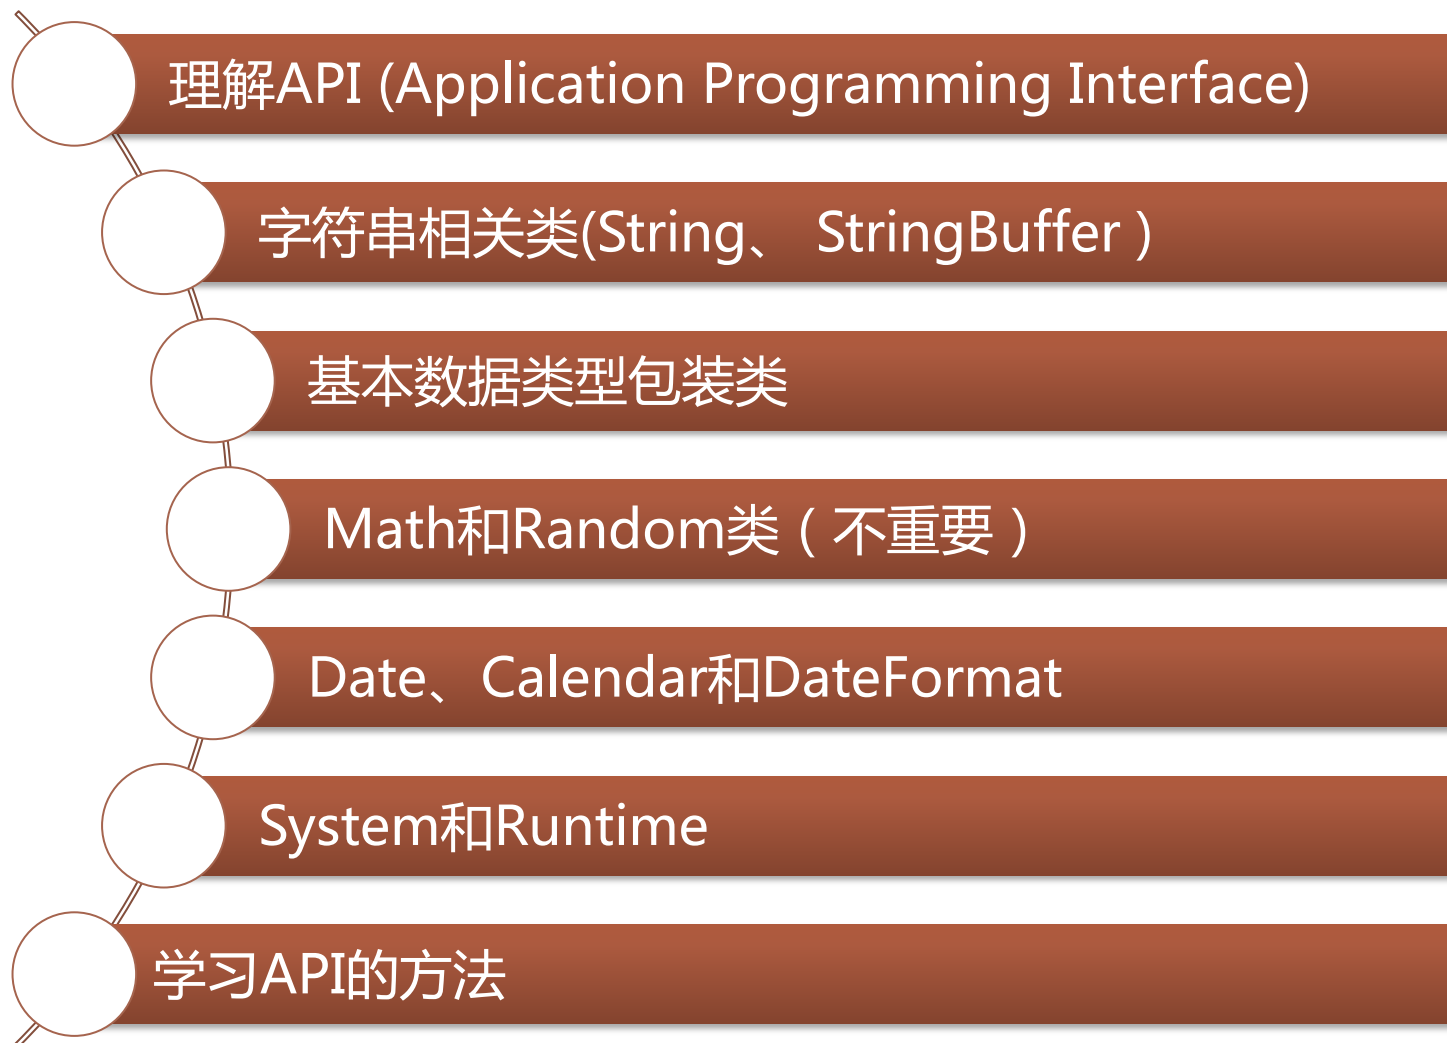 理解API (Application Programming Interface)
字符串相关类(String、 StringBuffer )
基本数据类型包装类
Math和Random类 ( 不重要 )
Date、Calendar和DateFormat
System和Runtime
学习API的方法